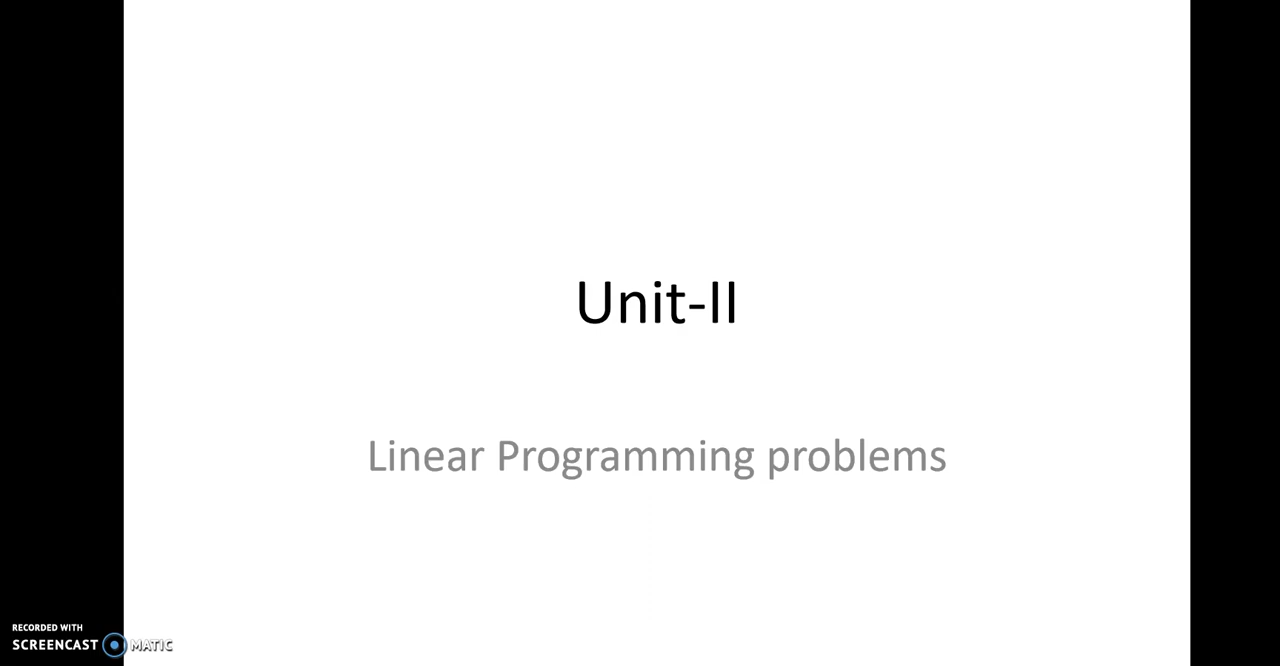 Unit-II
Linear Programming problems
RECORDED WITH
SCREENCAST MATIC